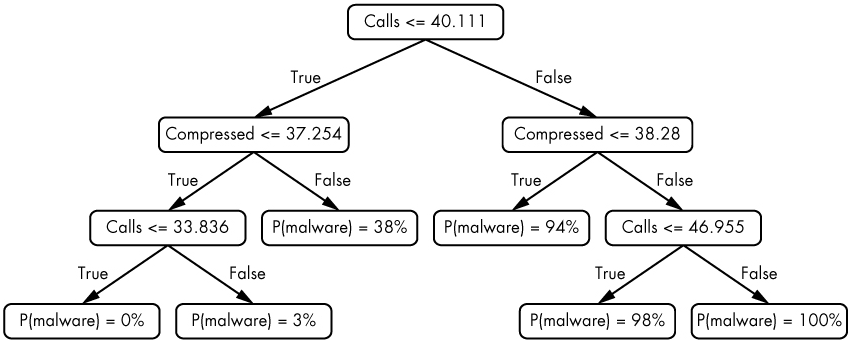 Calls <= 40.111
True
False
Compressed <= 37.254
Compressed <= 38.28
True
False
True
False
Calls <= 33.836
P(malware) = 38%
P(malware) = 94%
Calls <= 46.955
True
False
True
False
P(malware) = 0%
P(malware) = 3%
P(malware) = 98%
P(malware) = 100%